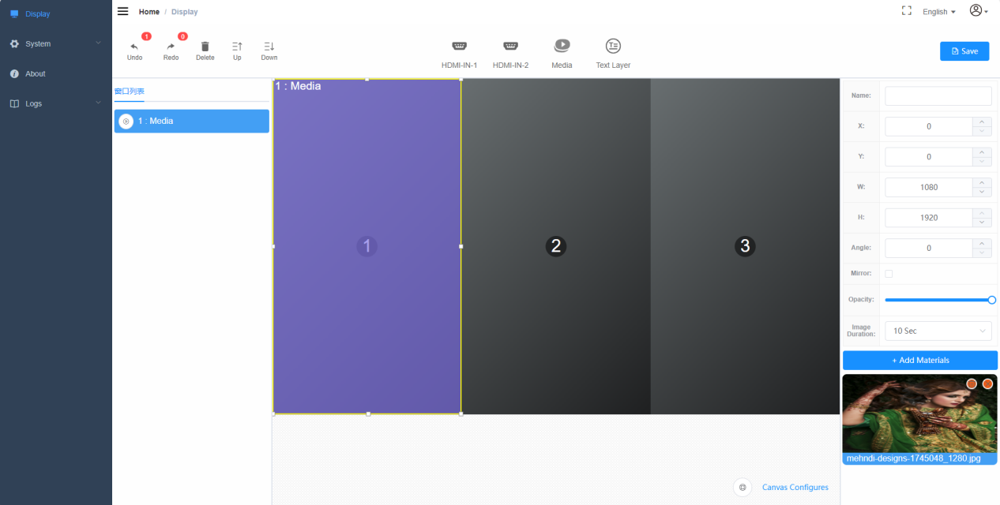 Display
System
About
Logs
Home / Display
English
1
Undo
0
Redo
Delete
Up
Down
HDMI-IN-1
HDMI-IN-2
Media
Text Layer
Save
窗口列表
1 : Media
1 : Media
1
2
3
Canvas Configures
Name:
X:
0
Y:
0
W:
1080
H:
1920
Angle:
0
Mirror:
Opacity:
Image
Duration:
10 Sec
+ Add Materials
mehndi-designs-1745048_1280.jpg